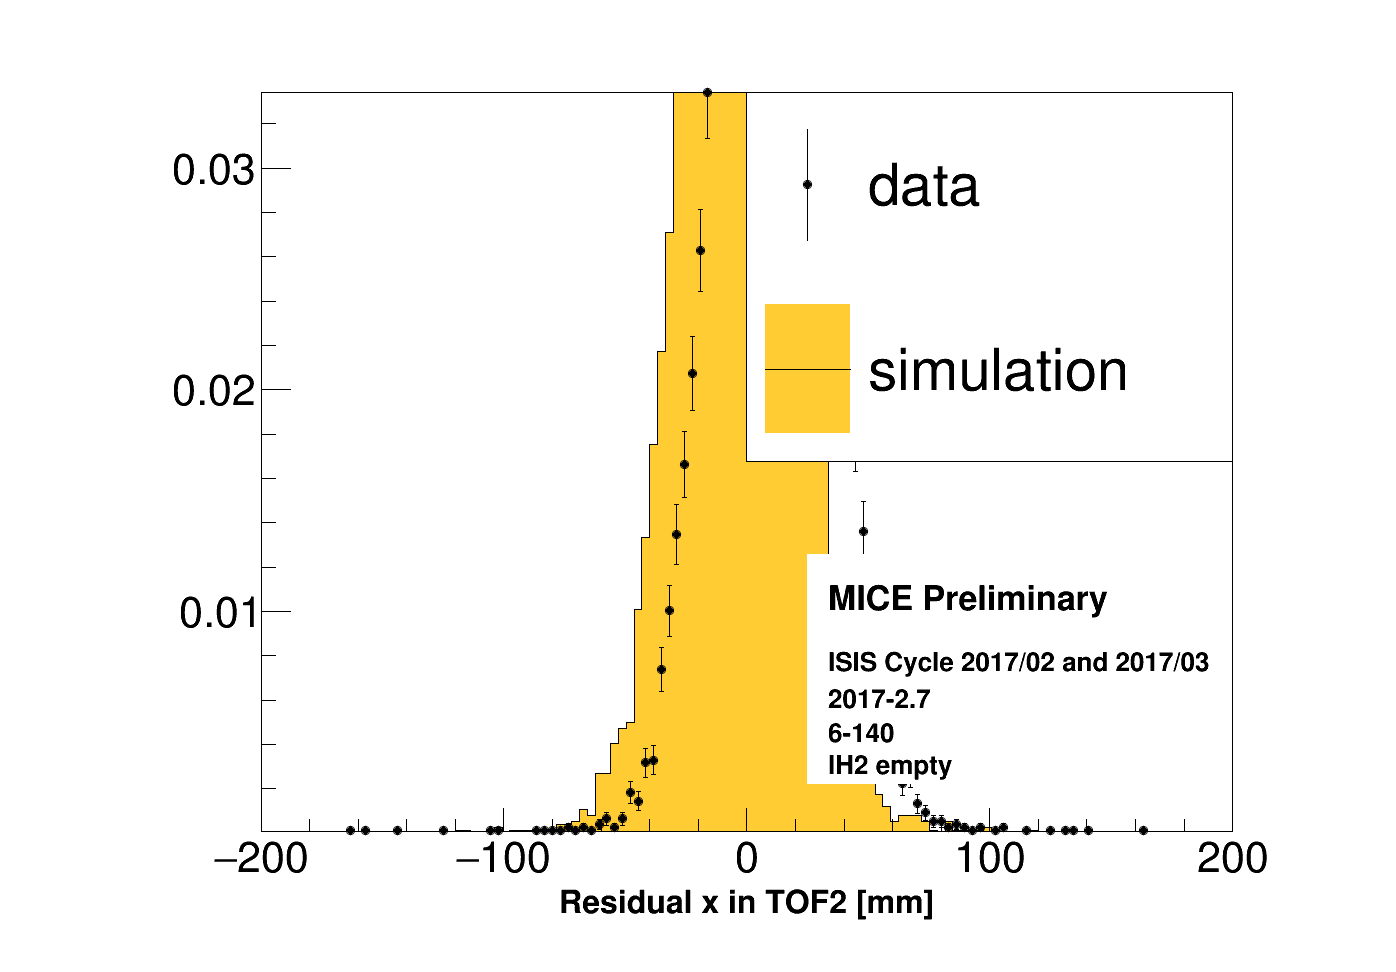 0.03
0.02
0.01
data
simulation
MICE Preliminary
ISIS Cycle 2017/02 and 2017/03
2017-2.7
6-140
lH2 empty
−200 −100 0 100 200
Residual x in TOF2 [mm]